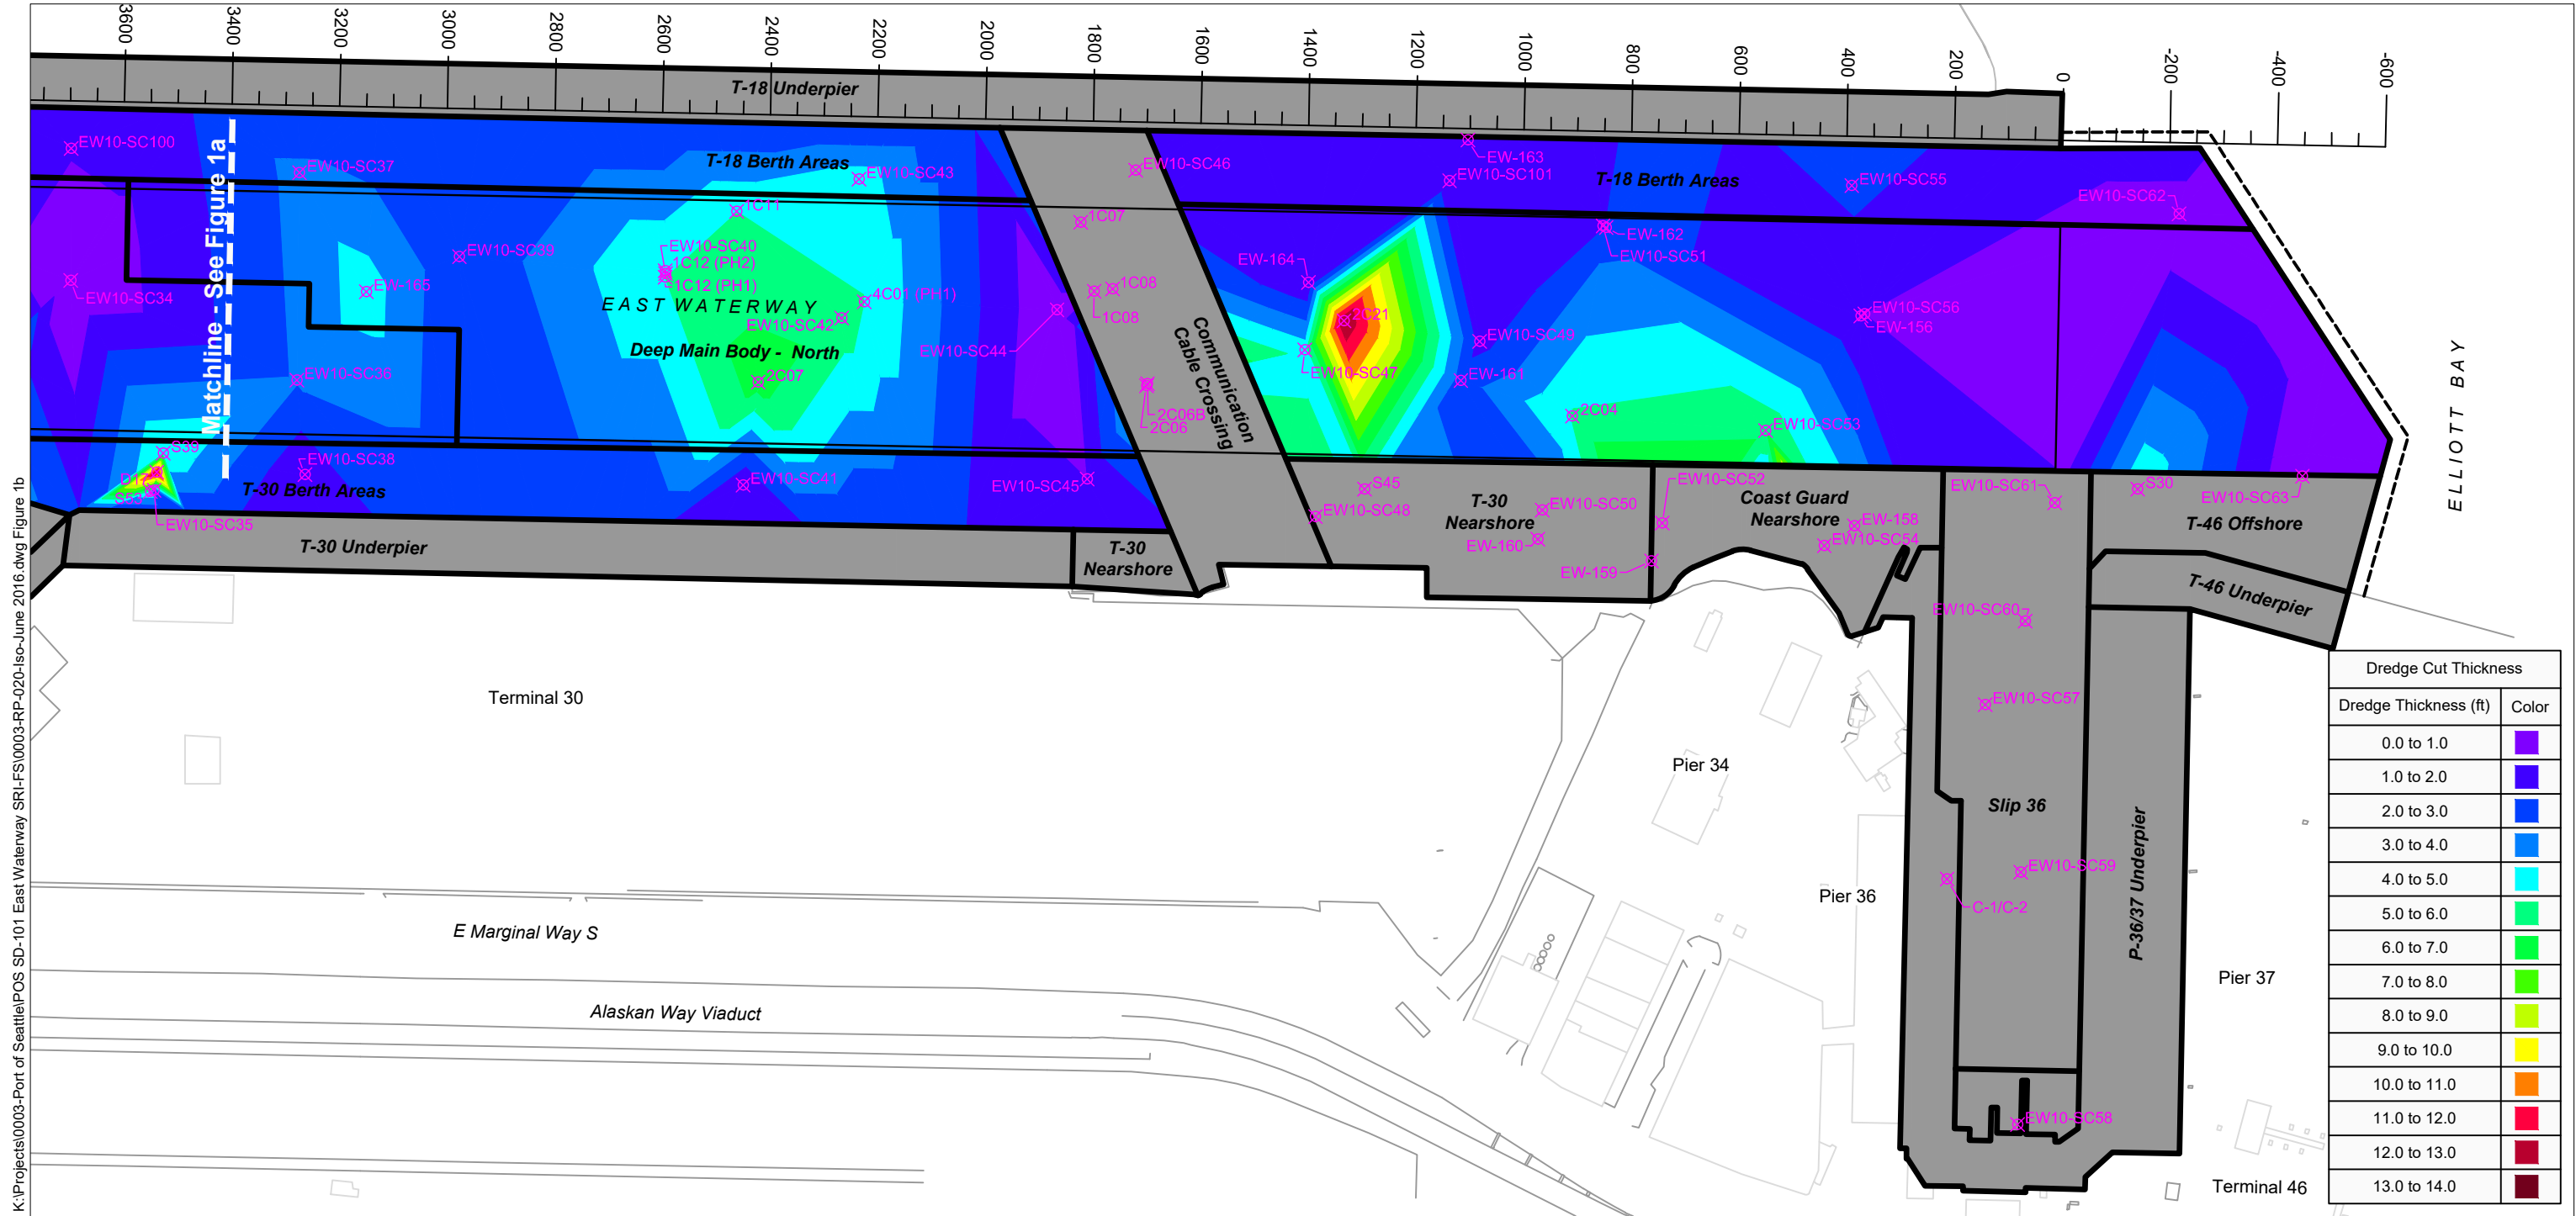 3600
3400
3200
3000
2800
2600
2400
2200
2000
1800
1600
1400
1200
1000
800
600
400
200
0
-200
-400
-600
T-18 Underpier
EW10-SC100
EW10-SC37
T-18 Berth Areas
EW10-SC43
EW10-SC46
EW-163
EW10-SC101
T-18 Berth Areas
EW10-SC55
EW10-SC62
Matchline - See Figure 1a
1C11
1C07
EW-162
EW10-SC51
EW10-SC39
EW10-SC40
1C12 (PH2)
1C12 (PH1)
EW-164
EW10-SC34
EW-165
EAST WATERWAY
4C01 (PH1)
EW10-SC42
1C08
1C08
2C21
EW10-SC56
EW-156
Deep Main Body - North
EW10-SC44
Communication
Cable Crossing
EW10-SC49
EW10-SC47
EW-161
EW10-SC36
2C07
2C06B
2C06
2C04
EW10-SC53
ELLIOTT BAY
S39
D17
S53
EW10-SC35
EW10-SC38
T-30 Berth Areas
EW10-SC41
EW10-SC45
S45
EW10-SC48
T-30
Nearshore
EW10-SC50
EW-160
EW10-SC52
EW-159
Coast Guard
Nearshore
EW-158
EW10-SC54
EW10-SC61
S30
EW10-SC63
T-46 Offshore
T-30 Underpier
T-30
Nearshore
T-46 Underpier
EW10-SC60
Terminal 30
EW10-SC57
Pier 34
Slip 36
P-36/37 Underpier
EW10-SC59
Pier 36
C-1/C-2
E Marginal Way S
Pier 37
Alaskan Way Viaduct
EW10-SC58
Terminal 46
Dredge Cut Thickness
Dredge Thickness (ft) Color
0.0 to 1.0
1.0 to 2.0
2.0 to 3.0
3.0 to 4.0
4.0 to 5.0
5.0 to 6.0
6.0 to 7.0
7.0 to 8.0
8.0 to 9.0
9.0 to 10.0
10.0 to 11.0
11.0 to 12.0
12.0 to 13.0
13.0 to 14.0
K:\Projects\0003-Port of Seattle\POS SD-101 East Waterway SRI-FS\0003-RP-020-Iso-June 2016.dwg Figure 1b